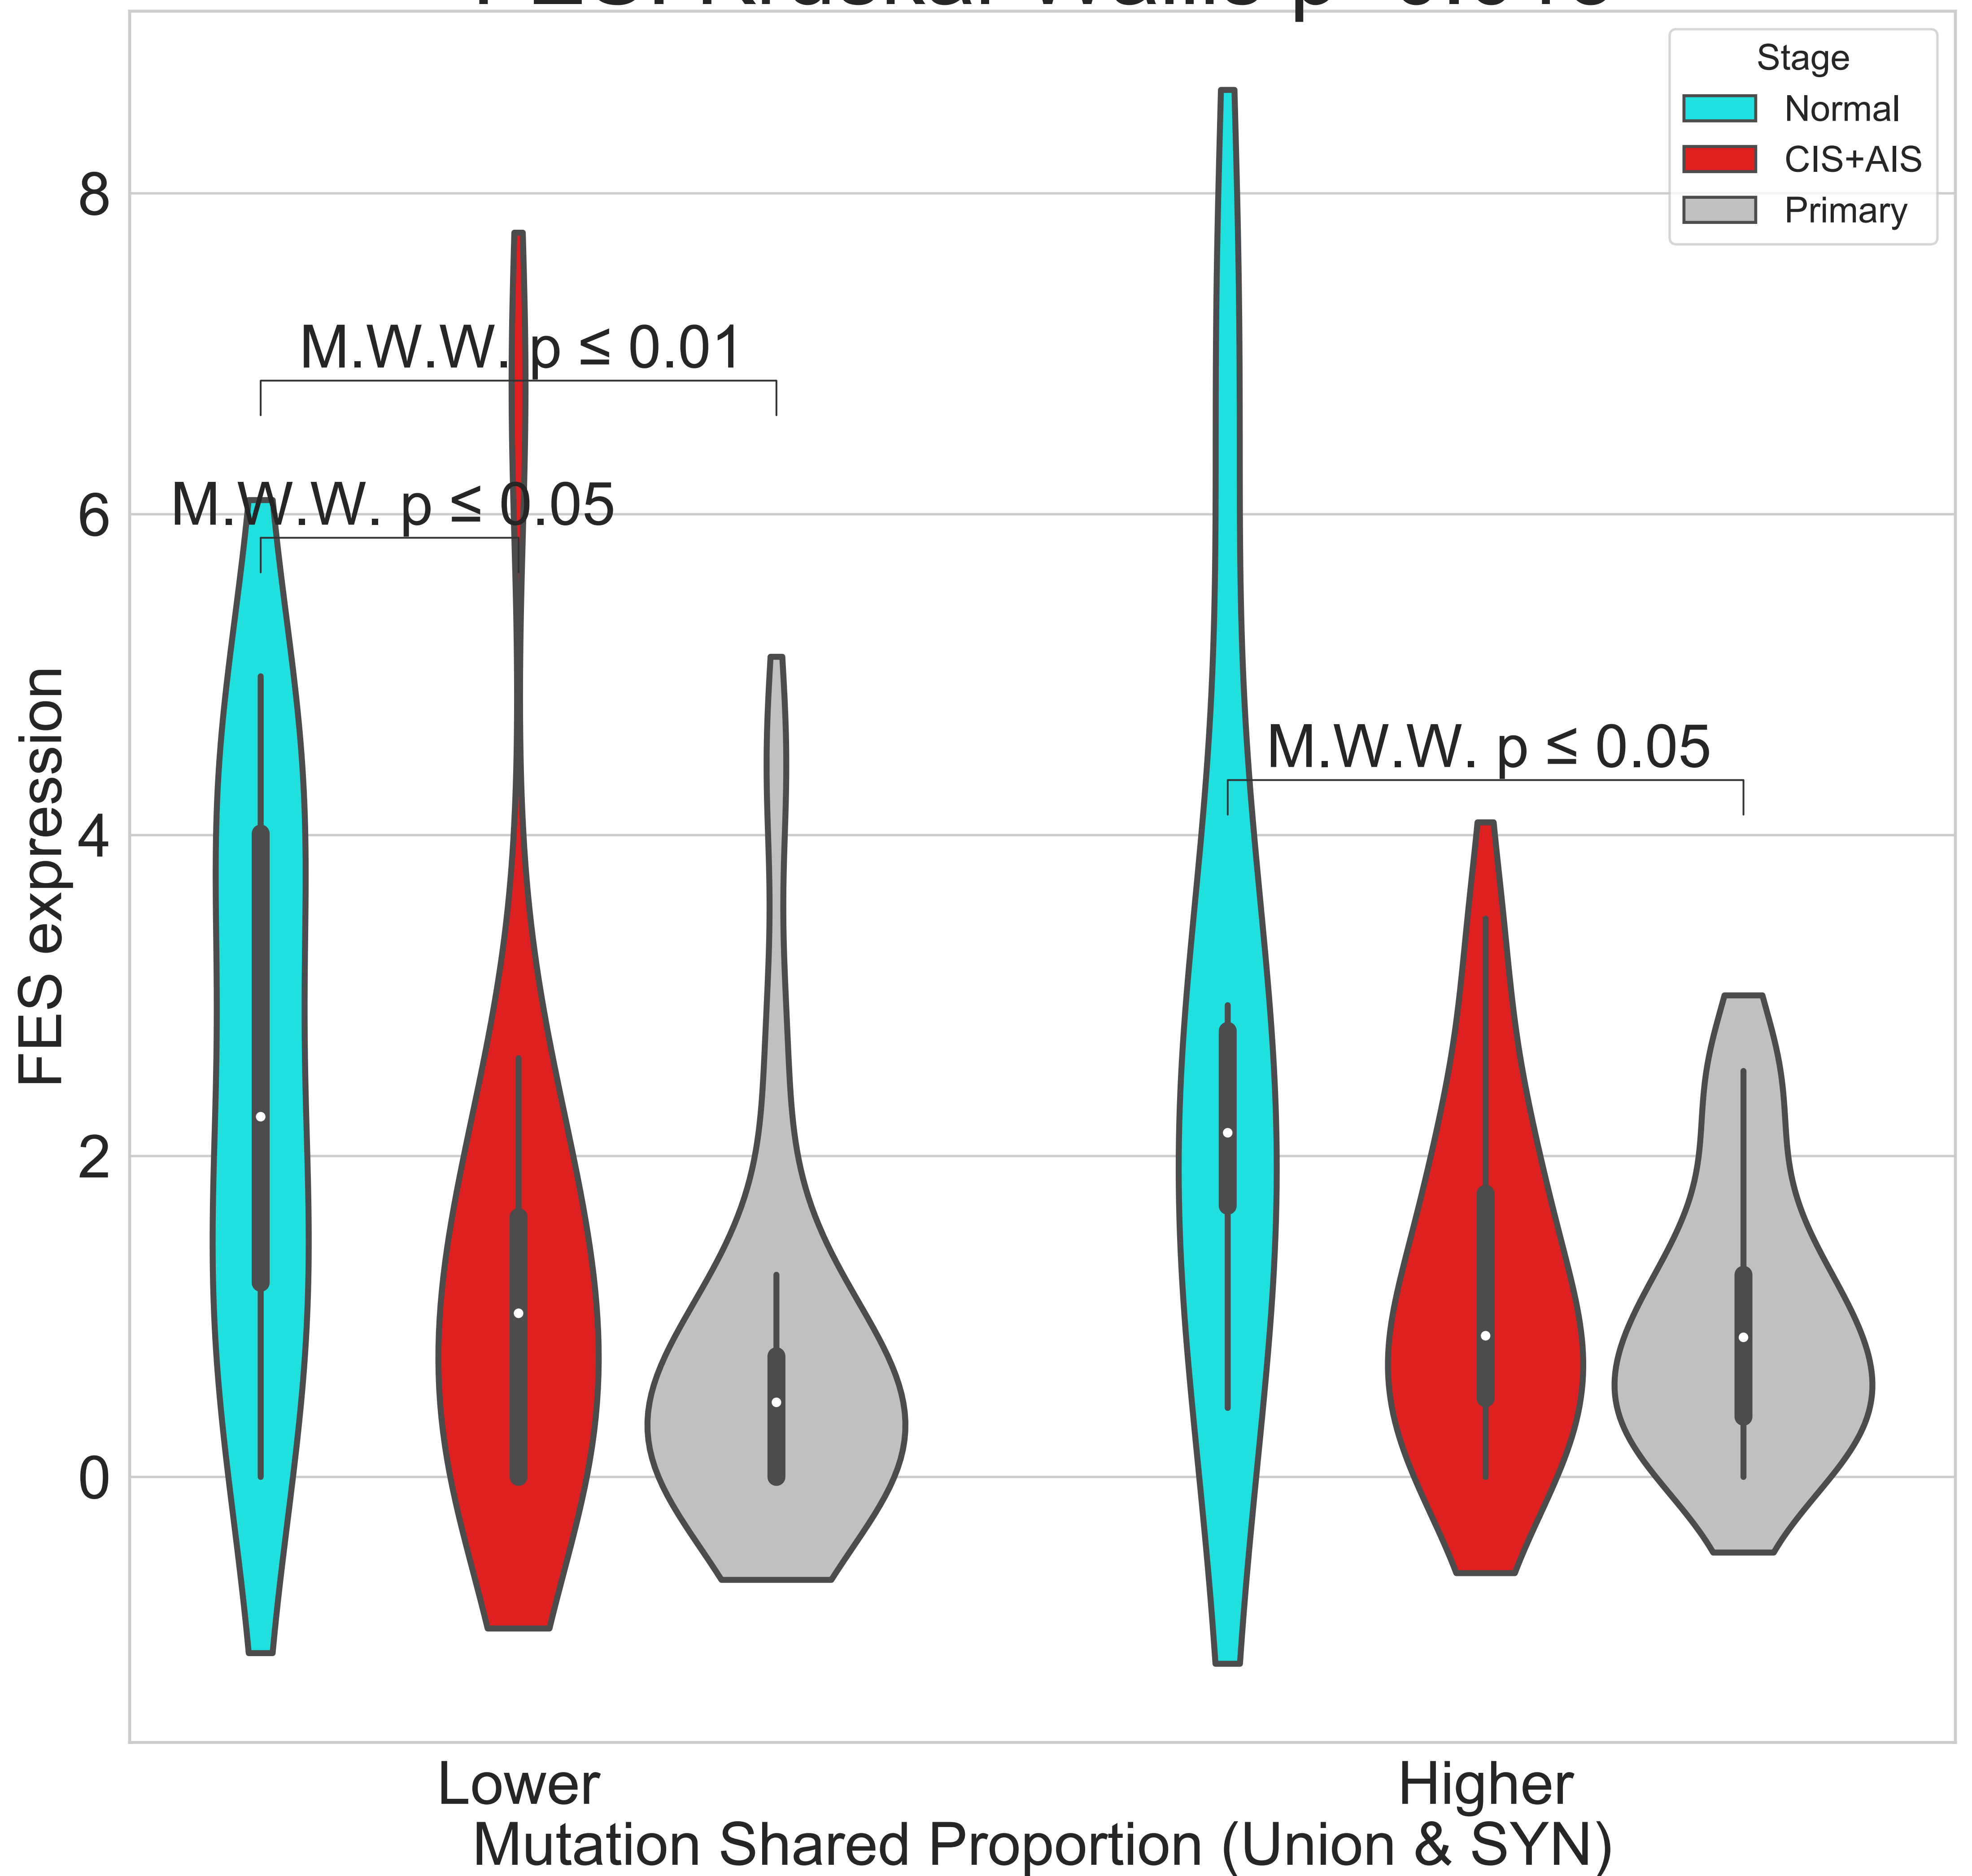 Stage
Normal
CIS+AIS
Primary
8
6
4
2
0
FES expression
M.W.W. p ≤ 0.01
M.W.W. p ≤ 0.05
M.W.W. p ≤ 0.05
Lower
Higher
Mutation Shared Proportion (Union & SYN)